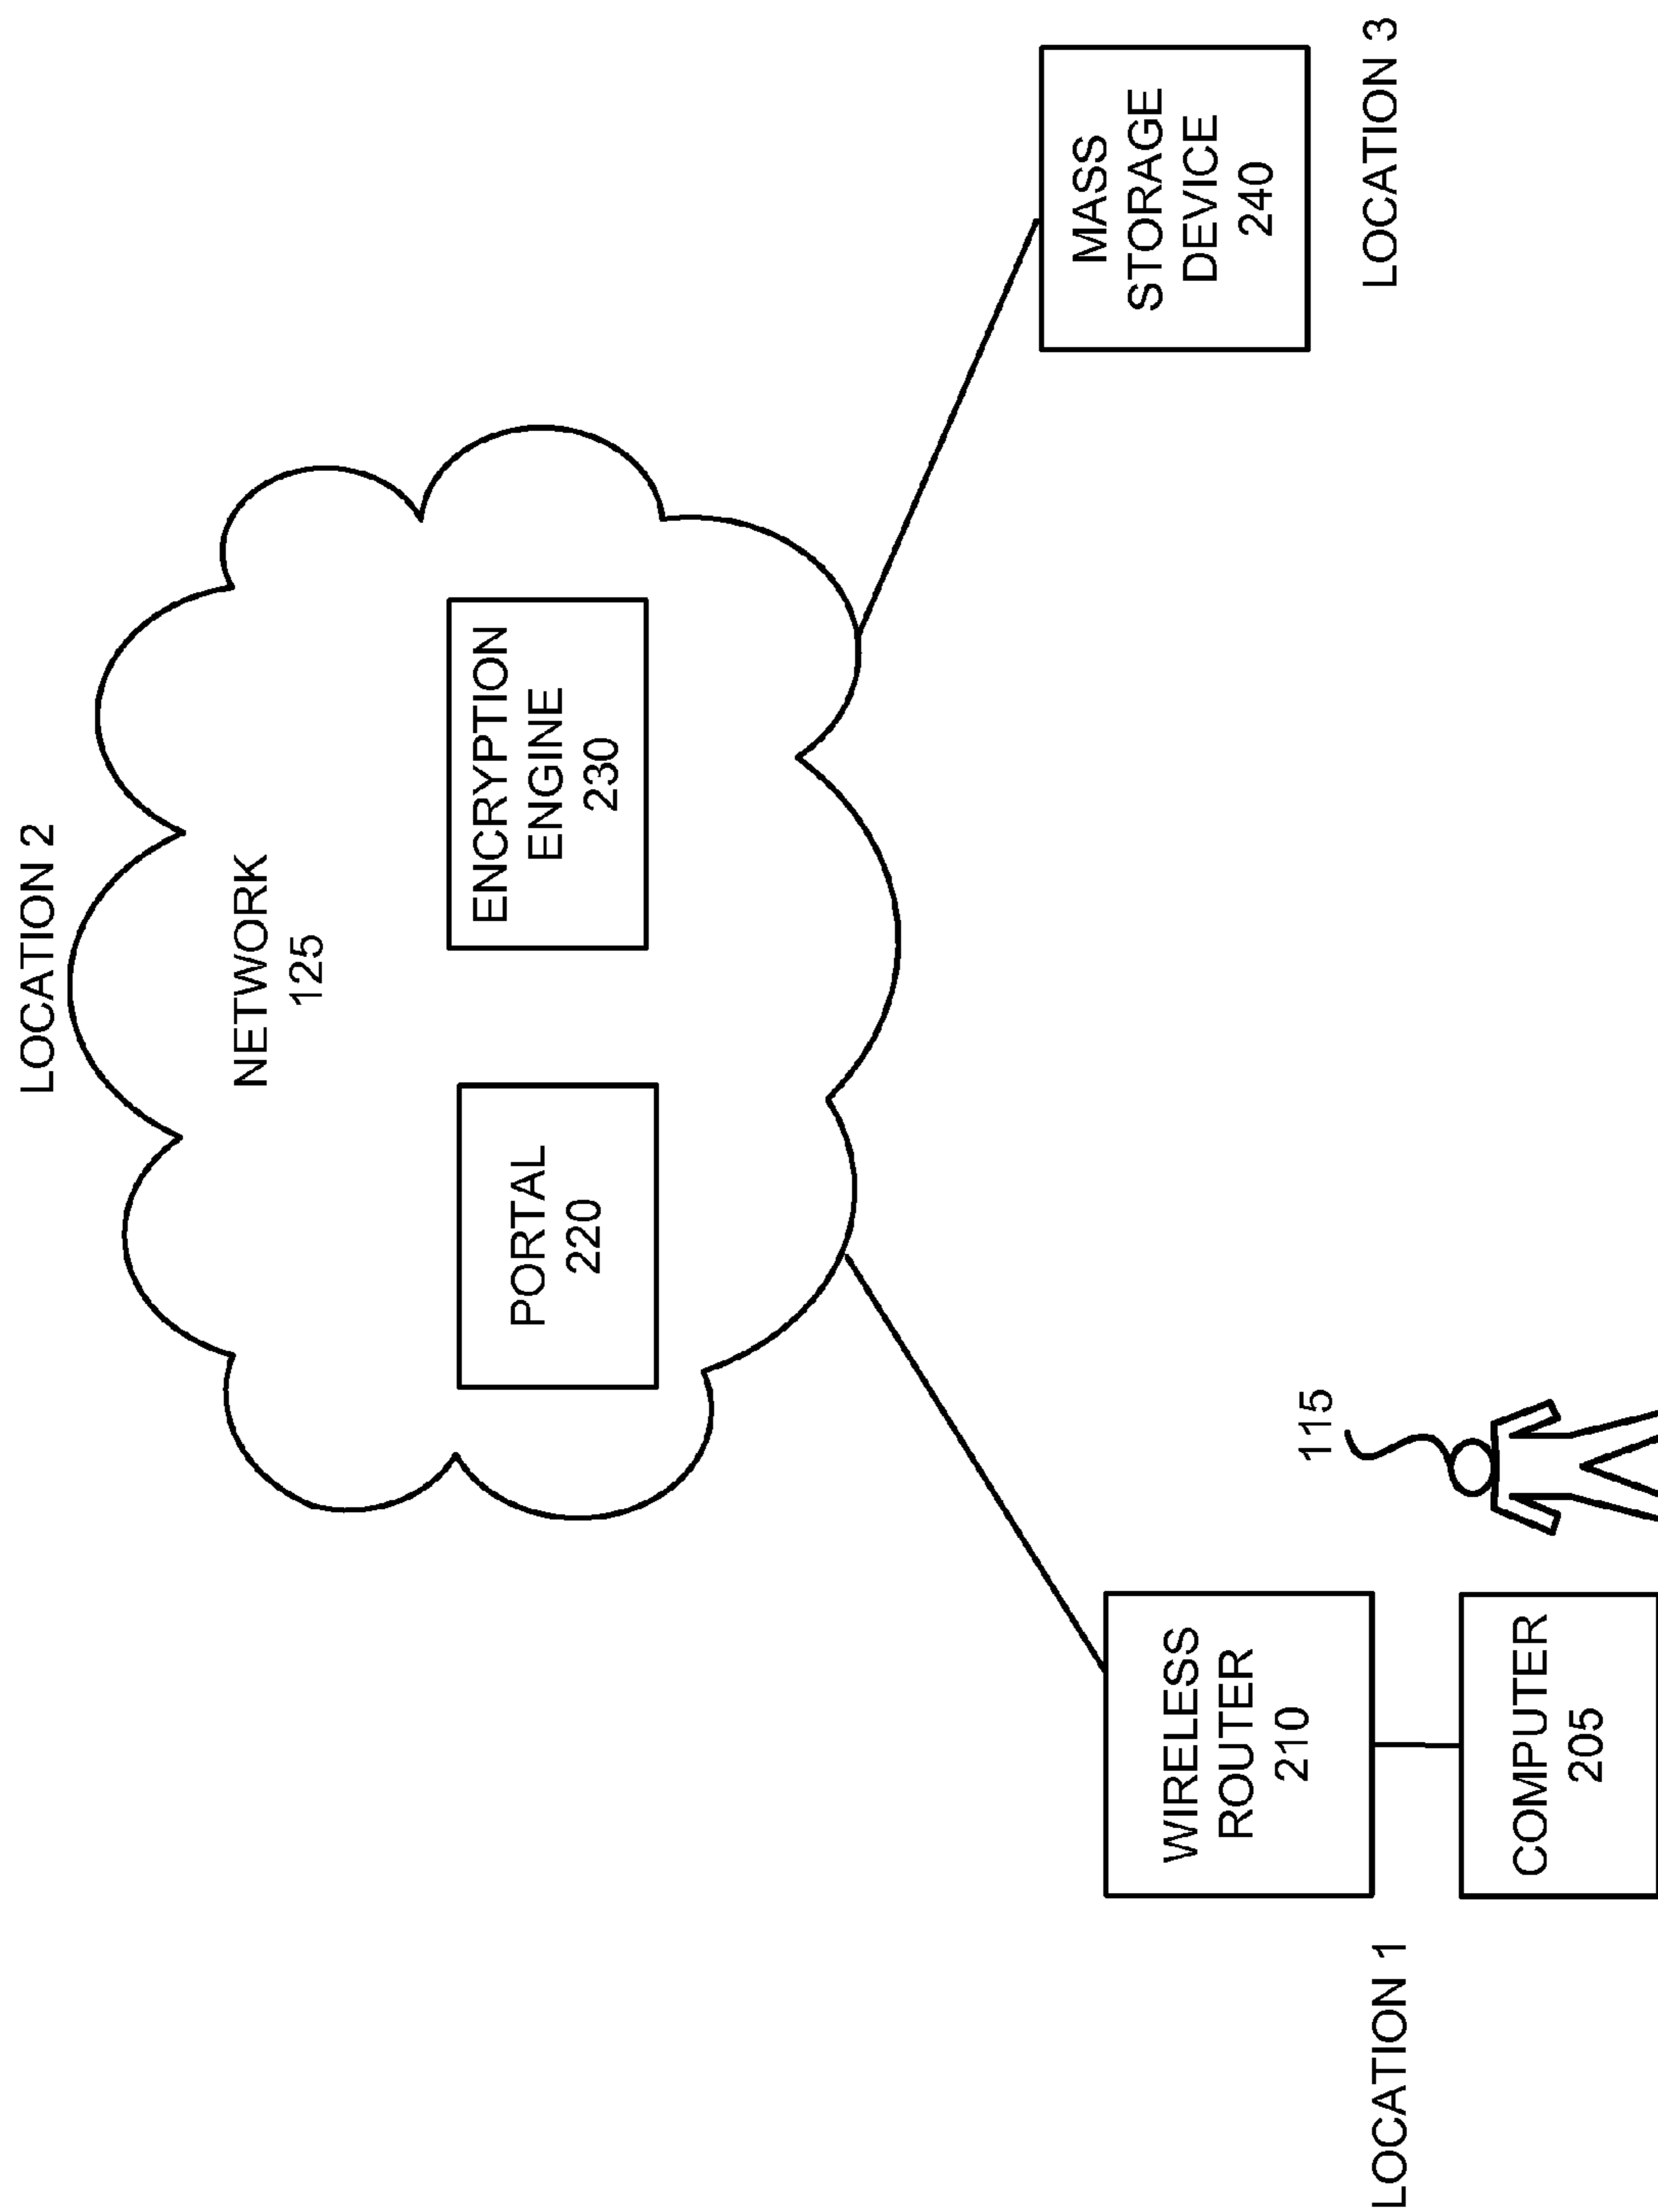 LOCATION 2
NETWORK
125
PORTAL
220
ENCRYPTION
ENGINE
230
MASS
STORAGE
DEVICE
240
LOCATION 3
115
WIRELESS
ROUTER
210
LOCATION 1
COMPUTER
205